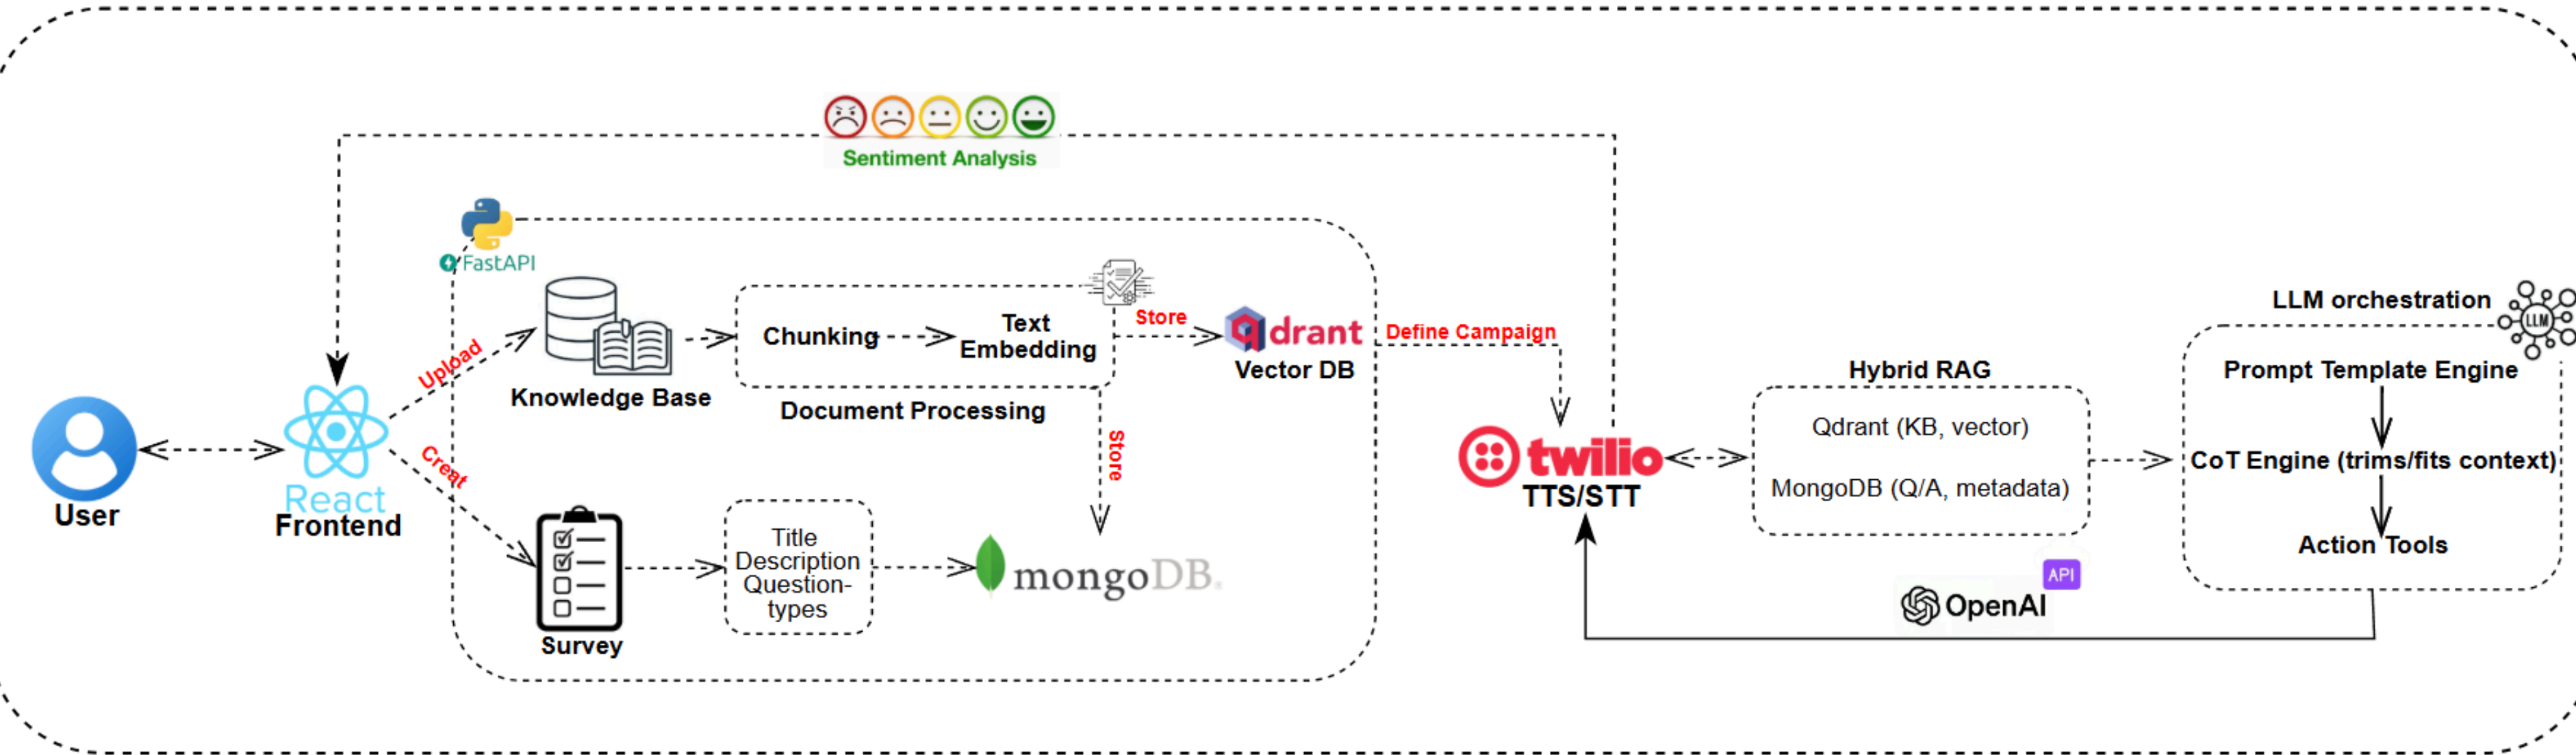 Sentiment Analysis
FastAPI
Upload
Creat
User
React
Frontend
Knowledge Base
Chunking
Text
Embedding
Document Processing
Store
Store
qdrant
Vector DB
Survey
Title
Description
Question-
types
mongoDB.
Define Campaign
twilio
TTS/STT
Hybrid RAG
Qdrant (KB, vector)
MongoDB (Q/A, metadata)
LLM orchestration
LLM
Prompt Template Engine
CoT Engine (trims/fits context)
Action Tools
API
OpenAI